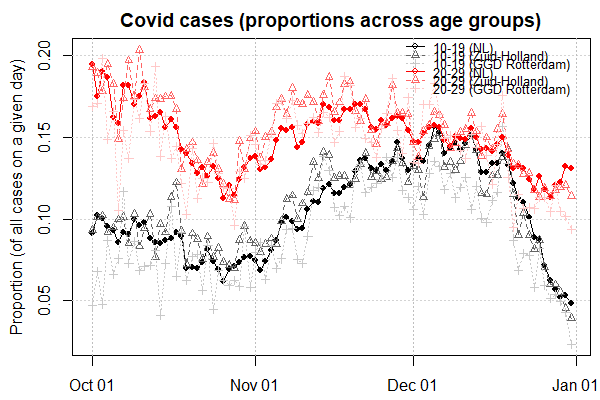 Covid cases (proportions across age groups)
10-19 (NL)
10-19 (Zuid-Holland)
10-19 (GGD Rotterdam)
20-29 (NL)
20-29 (Zuid-Holland)
20-29 (GGD Rotterdam)
Proportion (of all cases on a given day)
0.20
0.15
0.10
0.05
Oct 01 Nov 01 Dec 01 Jan 01